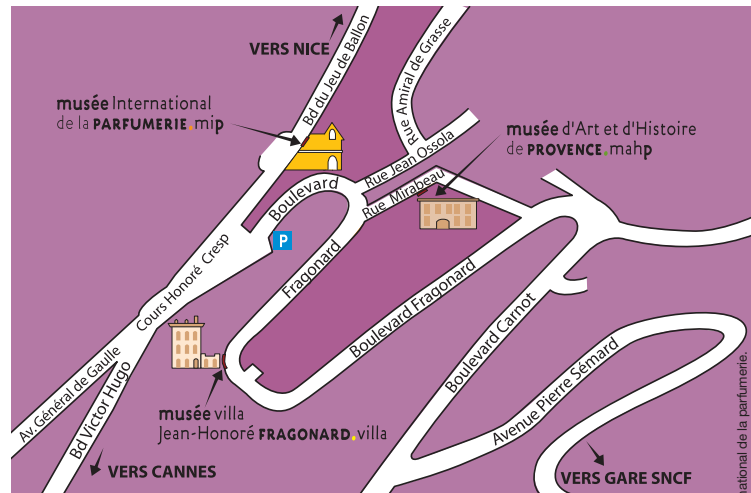 VERS NICE
Bd du Jeu de Ballon
Rue Amiral de Grasse
musée International
de la PARFUMERIE.mip
musée d'Art et d'Histoire
de PROVENCE.mahp
Rue Jean Ossola
Rue Mirabeau
Boulevard
Fragonard
P
Cours Honoré Cresp
Boulevard Fragonard
Boulevard Carnot
Av. Général de Gaulle
Bd Victor Hugo
Avenue Pierre Sémard
musée villa
Jean-Honoré FRAGONARD.villa
VERS CANNES
VERS GARE SNCF
ational de la parfumerie.